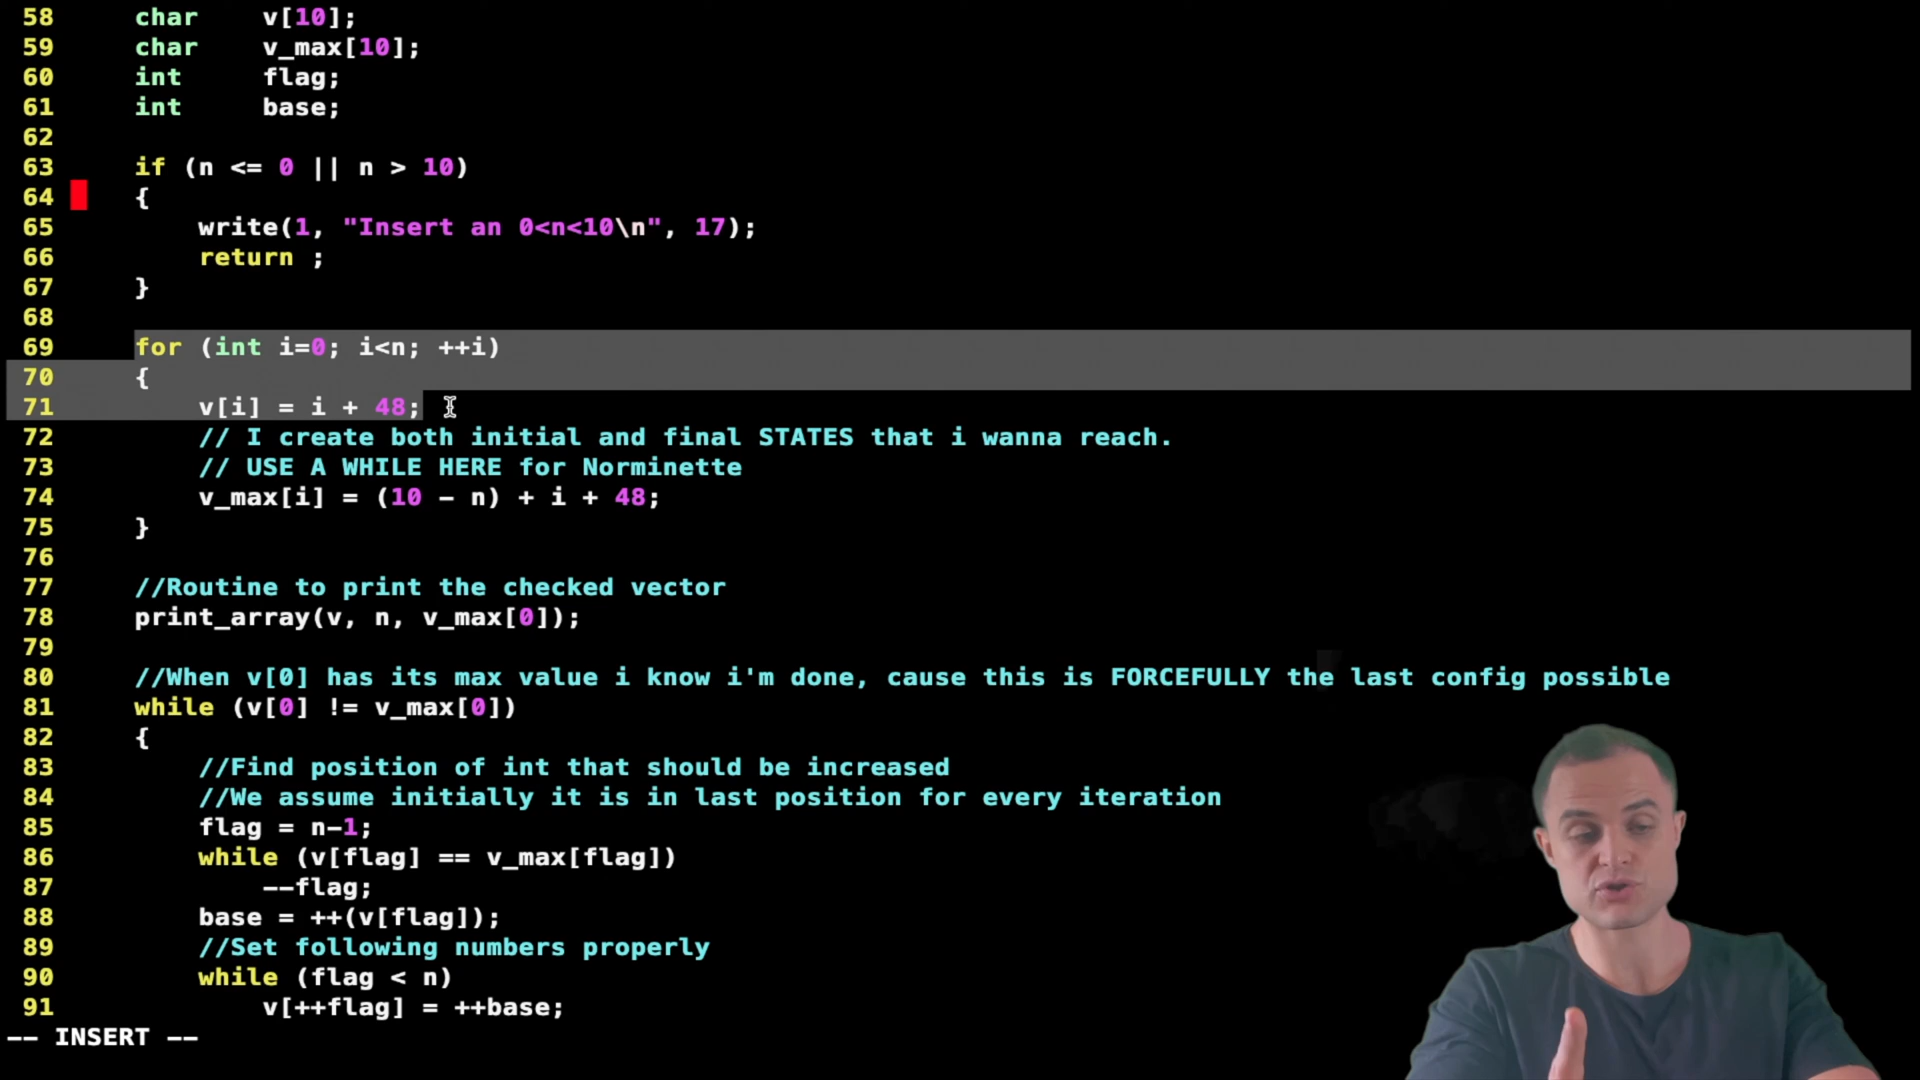 58 char v[10];
59 char v_max[10];
60 int flag;
61 int base;
62
63 if (n <= 0 || n > 10)
64 {
65 write(1, "Insert an 0<n<10\n", 17);
66 return ;
67 }
68
69 for (int i=0; i<n; ++i)
70 {
71 v[i] = i + 48;
72 // I create both initial and final STATES that i wanna reach.
73 // USE A WHILE HERE for Norminette
74 v_max[i] = (10 - n) + i + 48;
75 }
76
77 //Routine to print the checked vector
78 print_array(v, n, v_max[0]);
79
80 //When v[0] has its max value i know i'm done, cause this is FORCEFULLY the last config possible
81 while (v[0] != v_max[0])
82 {
83 //Find position of int that should be increased
84 //We assume initially it is in last position for every iteration
85 flag = n-1;
86 while (v[flag] == v_max[flag])
87 --flag;
88 base = ++(v[flag]);
89 //Set following numbers properly
90 while (flag < n)
91 v[++flag] = ++base;
-- INSERT --